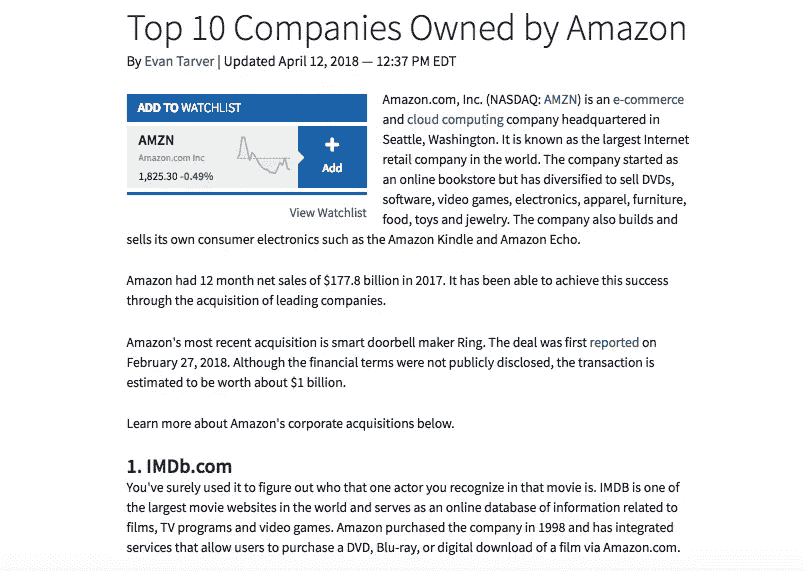 Top 10 Companies Owned by Amazon
By Evan Tarver | Updated April 12, 2018 — 12:37 PM EDT
ADD TO WATCHLIST
AMZN
Amazon.com Inc
1,825.30 -0.49%
+
Add
View Watchlist
Amazon.com, Inc. (NASDAQ: AMZN) is an e-commerce
and cloud computing company headquartered in
Seattle, Washington. It is known as the largest Internet
retail company in the world. The company started as
an online bookstore but has diversified to sell DVDs,
software, video games, electronics, apparel, furniture,
food, toys and jewelry. The company also builds and
sells its own consumer electronics such as the Amazon Kindle and Amazon Echo.
Amazon had 12 month net sales of $177.8 billion in 2017. It has been able to achieve this success
through the acquisition of leading companies.
Amazon's most recent acquisition is smart doorbell maker Ring. The deal was first reported on
February 27, 2018. Although the financial terms were not publicly disclosed, the transaction is
estimated to be worth about $1 billion.
Learn more about Amazon's corporate acquisitions below.
1. IMDb.com
You've surely used it to figure out who that one actor you recognize in that movie is. IMDB is one of
the largest movie websites in the world and serves as an online database of information related to
films, TV programs and video games. Amazon purchased the company in 1998 and has integrated
services that allow users to purchase a DVD, Blu-ray, or digital download of a film via Amazon.com.